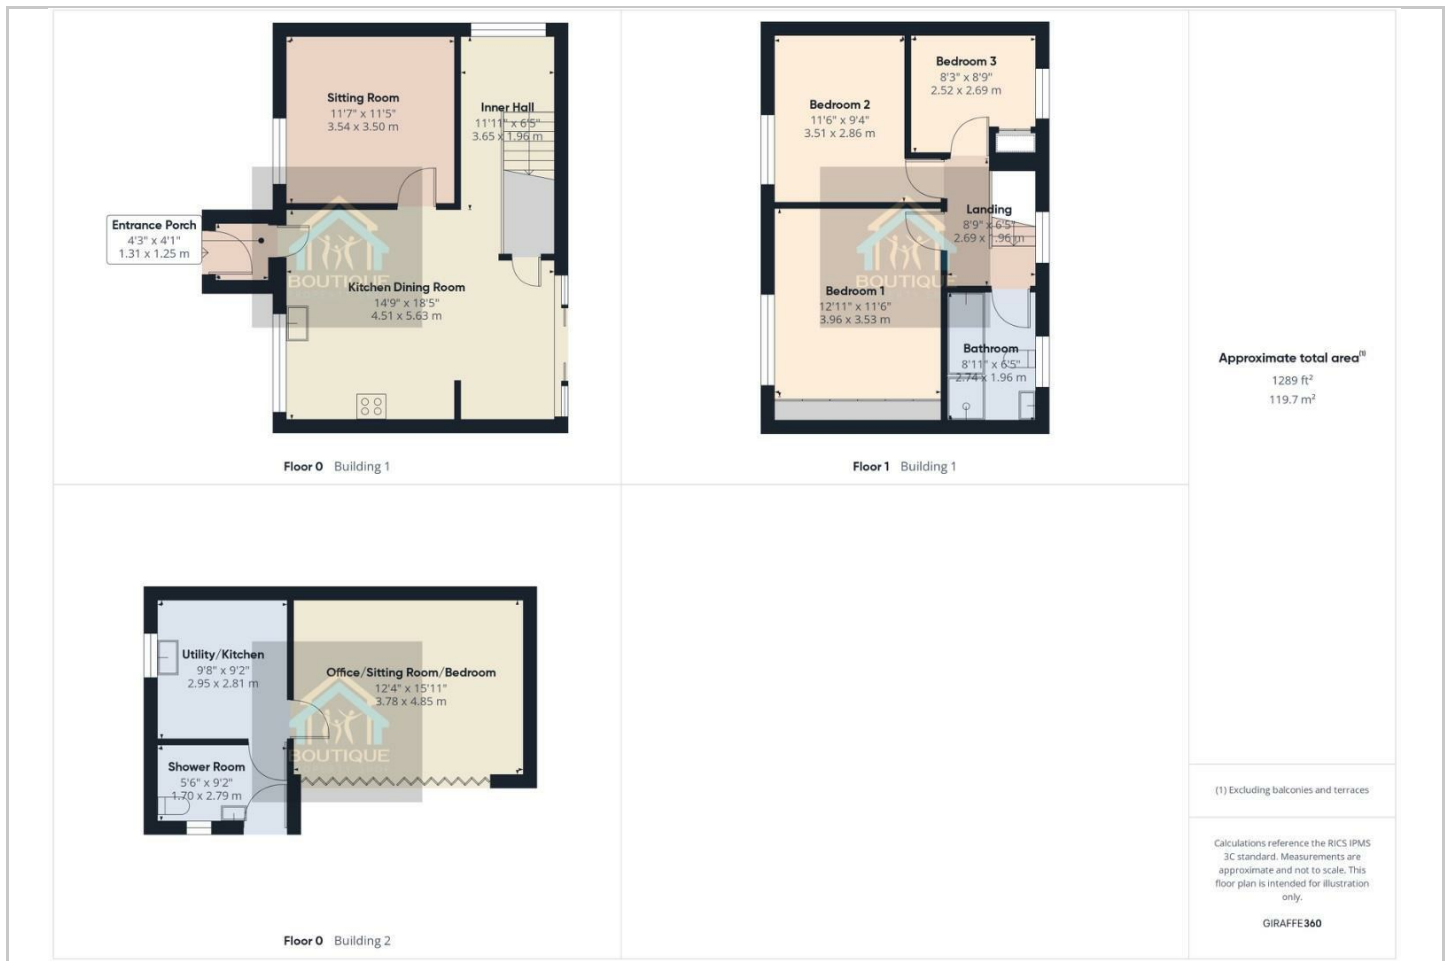 Sitting Room
11'7" x 11'5"
3.54 x 3.50 m
Inner Hall
11'11" x 6'5"
3.65 x 1.96 m
Entrance Porch
4'3" x 4'1"
1.31 x 1.25 m
BOUTIQUE
Kitchen Dining Room
14'9" x 18'5"
4.51 x 5.63 m
Floor 0 Building 1
Bedroom 3
8'3" x 8'9"
2.52 x 2.69 m
Bedroom 2
11'6" x 9'4"
3.51 x 2.86 m
Landing
8'9" x 6'5"
2.69 x 1.96 m
BOUTIQUE
Bedroom 1
12'11" x 11'6"
3.96 x 3.53 m
Bathroom
8'11" x 6'5"
2.74 x 1.96 m
Floor 1 Building 1
Approximate total area(1)
1289 ft²
119.7 m²
Utility/Kitchen
9'8" x 9'2"
2.95 x 2.81 m
Office/Sitting Room/Bedroom
12'4" x 15'11"
3.78 x 4.85 m
BOUTIQUE
Shower Room
5'6" x 9'2"
1.70 x 2.79 m
Floor 0 Building 2
(1) Excluding balconies and terraces
Calculations reference the RICS IPMS
3C standard. Measurements are
approximate and not to scale. This
floor plan is intended for illustration
only.
GIRAFFE360